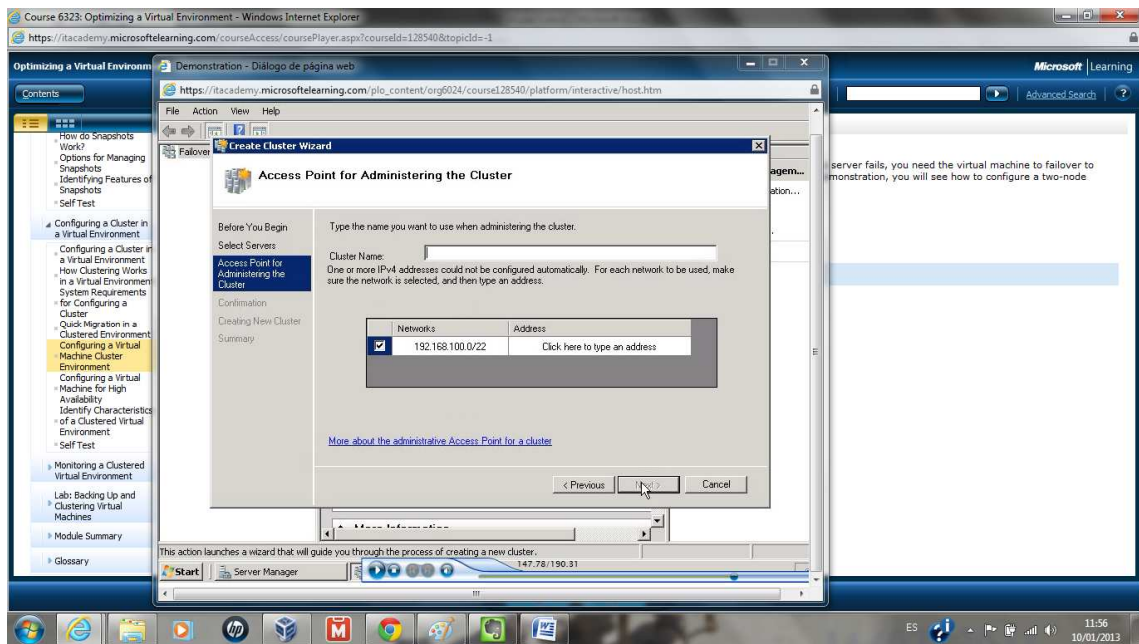 Course 6323: Optimizing a Virtual Environment - Windows Internet Explorer
https://itacademy.microsoftelearning.com/courseAccess/coursePlayer.aspx?courseId=128540&topicId=-1
Optimizing a Virtual Environm
Microsoft | Learning
Contents
Advanced Search
?
How do Snapshots
Work?
Options for Managing
Snapshots
Identifying Features of
Snapshots
Self Test
Configuring a Cluster in
a Virtual Environment
Configuring a Cluster in
a Virtual Environment
How Clustering Works
in a Virtual Environment
System Requirements
for Configuring a
Cluster
Quick Migration in a
Clustered Environment
Configuring a Virtual
Machine Cluster
Environment
Configuring a Virtual
Machine for High
Availability
Identify Characteristics
of a Clustered Virtual
Environment
Self Test
Monitoring a Clustered
Virtual Environment
Lab: Backing Up and
Clustering Virtual
Machines
Module Summary
Glossary
Demonstration - Diálogo de página web
https://itacademy.microsoftelearning.com/plo_content/org6024/course128540/platform/interactive/host.htm
File Action View Help
Failover
agem...
ation...
Create Cluster Wizard
Access Point for Administering the Cluster
Before You Begin
Select Servers
Access Point for
Administering the
Cluster
Confirmation
Creating New Cluster
Summary
Type the name you want to use when administering the cluster.
Cluster Name:
One or more IPv4 addresses could not be configured automatically. For each network to be used, make
sure the network is selected, and then type an address.
Networks Address
192.168.100.0/22 Click here to type an address
More about the administrative Access Point for a cluster
< Previous Next > Cancel
More Information
This action launches a wizard that will guide you through the process of creating a new cluster.
Start Server Manager
147.78/190.31
server fails, you need the virtual machine to failover to
monstration, you will see how to configure a two-node
ES
11:56
10/01/2013